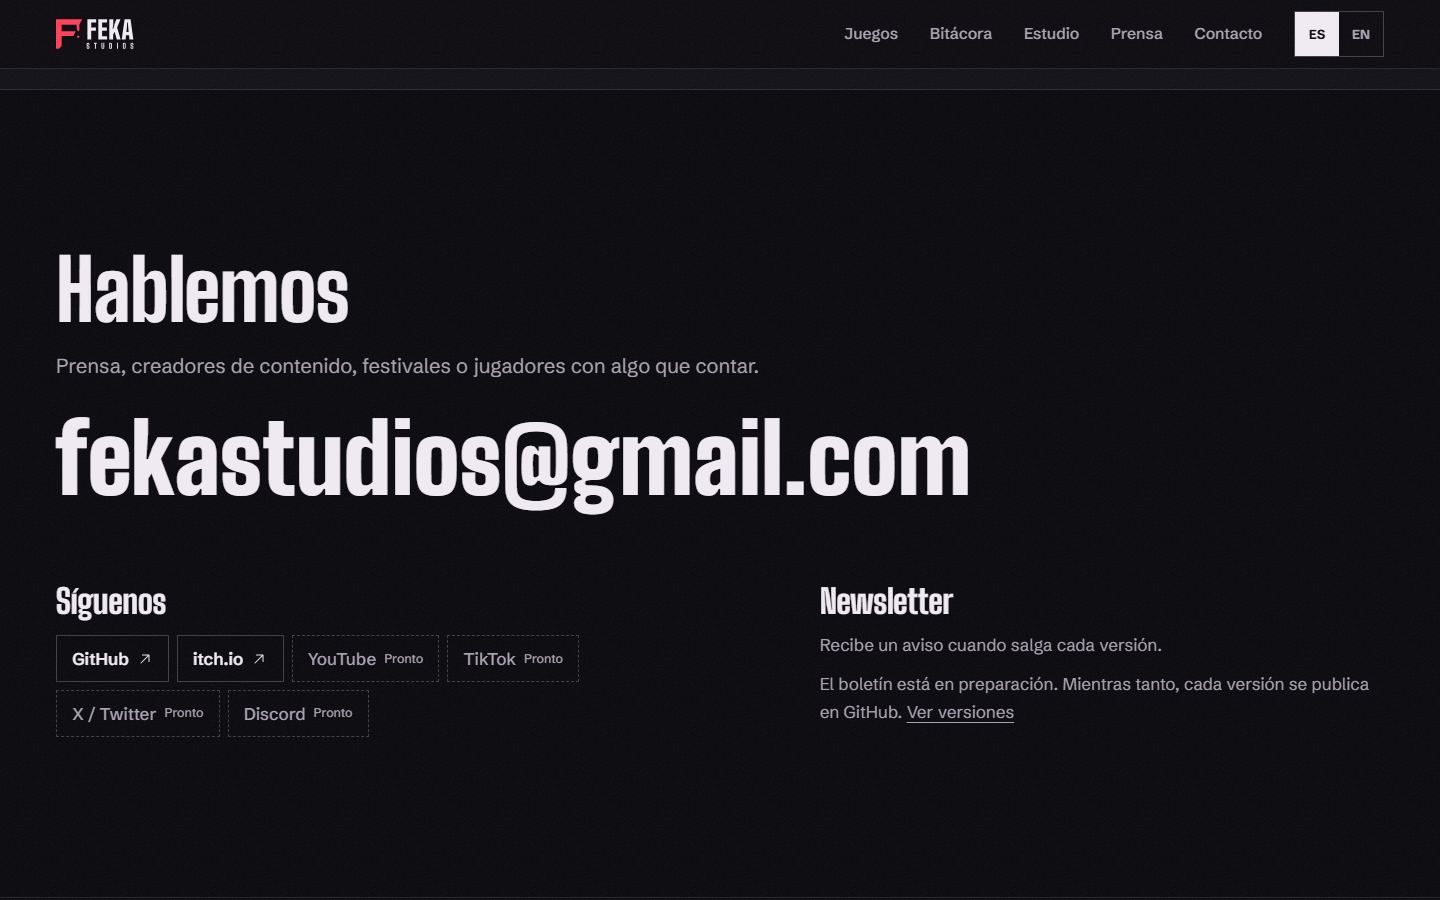 FEKA
STUDIOS
Juegos Bitácora Estudio Prensa Contacto ES EN
Hablemos
Prensa, creadores de contenido, festivales o jugadores con algo que contar.
fekastudios@gmail.com
Síguenos
GitHub ↗ itch.io ↗ YouTube Pronto TikTok Pronto
X / Twitter Pronto Discord Pronto
Newsletter
Recibe un aviso cuando salga cada versión.
El boletín está en preparación. Mientras tanto, cada versión se publica
en GitHub. Ver versiones